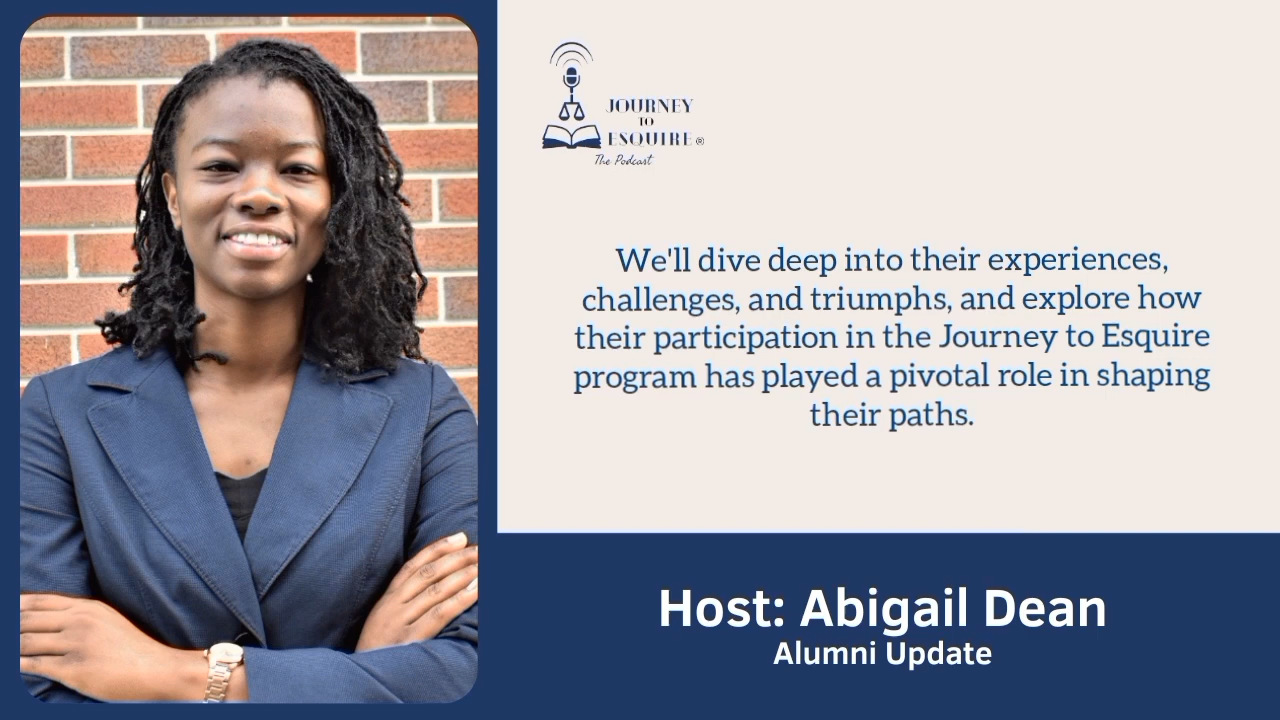 JOURNEY
TO
ESQUIRE®
The Podcast
We'll dive deep into their experiences,
challenges, and triumphs, and explore how
their participation in the Journey to Esquire
program has played a pivotal role in shaping
their paths.
Host: Abigail Dean
Alumni Update